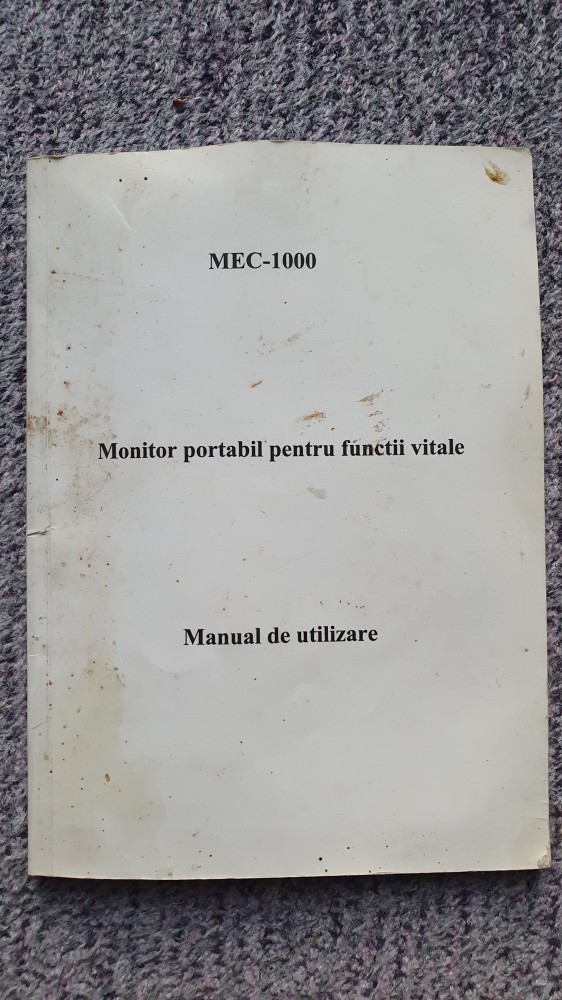 MEC-1000
Monitor portabil pentru functii vitale
Manual de utilizare